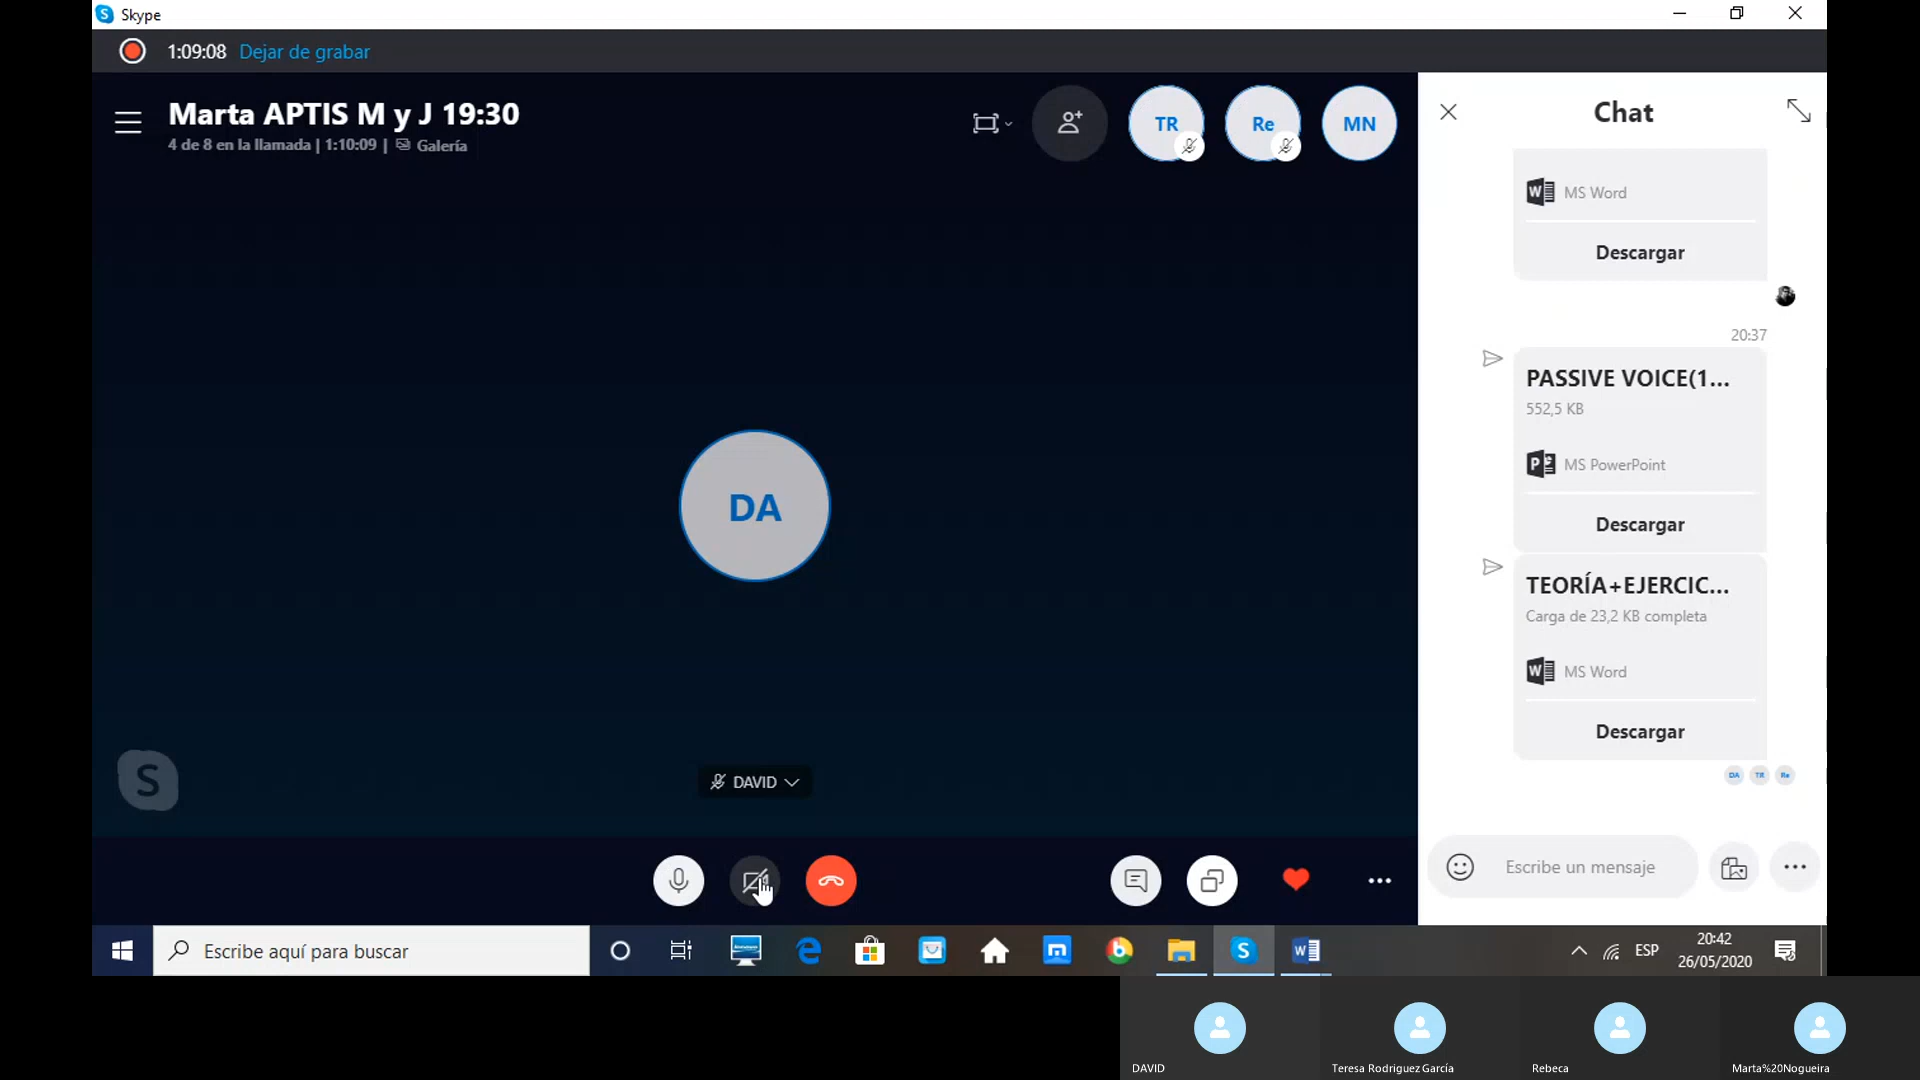 Skype
1:09:08 Dejar de grabar
Marta APTIS M y J 19:30
4 de 8 en la llamada | 1:10:09 | Galería
TR
Re
MN
DA
DAVID
S
Chat
MS Word
Descargar
20:37
PASSIVE VOICE(1...
552,5 KB
MS PowerPoint
Descargar
TEORÍA+EJERCIC...
Carga de 23,2 KB completa
MS Word
Descargar
DA TR Re
Escribe un mensaje
Escribe aquí para buscar
ESP
20:42
26/05/2020
DAVID
Teresa Rodriguez García
Rebeca
Marta%20Nogueira